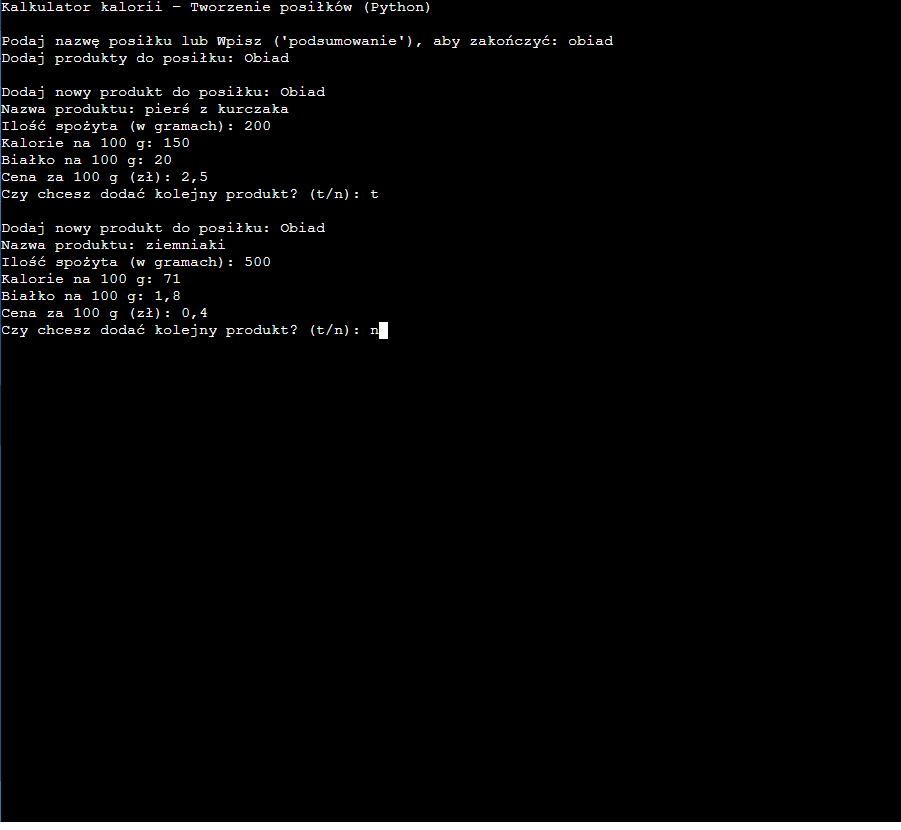 Kalkulator kalorii – Tworzenie posiłków (Python)
Podaj nazwę posiłku lub Wpisz ('podsumowanie'), aby zakończyć: obiad
Dodaj produkty do posiłku: Obiad
Dodaj nowy produkt do posiłku: Obiad
Nazwa produktu: pierś z kurczaka
Ilość spożyta (w gramach): 200
Kalorie na 100 g: 150
Białko na 100 g: 20
Cena za 100 g (zł): 2,5
Czy chcesz dodać kolejny produkt? (t/n): t
Dodaj nowy produkt do posiłku: Obiad
Nazwa produktu: ziemniaki
Ilość spożyta (w gramach): 500
Kalorie na 100 g: 71
Białko na 100 g: 1,8
Cena za 100 g (zł): 0,4
Czy chcesz dodać kolejny produkt? (t/n): n